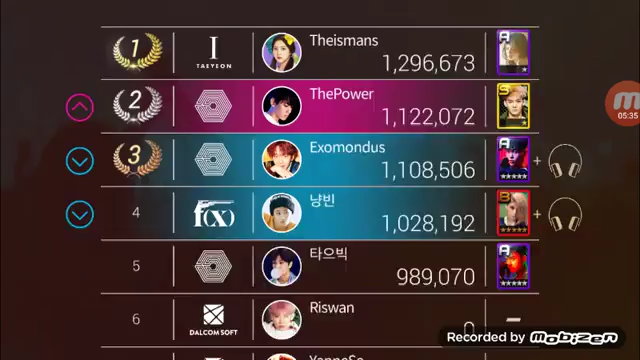 1
I
TAEYEON
Theismans
1,296,673
A
2
ThePower
1,122,072
S
05:35
3
Exomondus
1,108,506
A
+
4
f(x)
냥빈
1,028,192
B
+
5
타으빅
989,070
A
6
DALCOM SOFT
Riswan
0
Recorded by mobizen
YanneSe